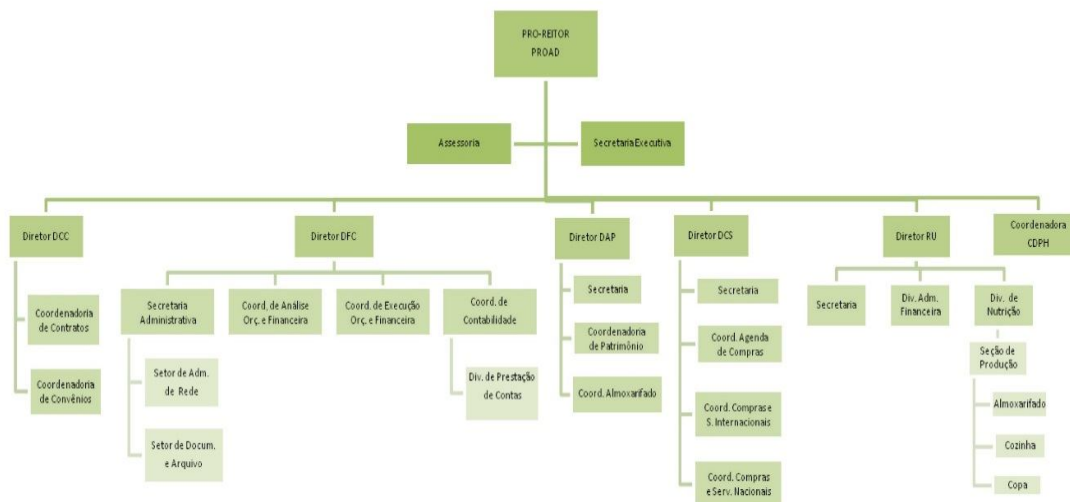 PRO-REITOR
PROAD
Assessoria
Secretaria Executiva
Diretor DCC
Diretor DFC
Diretor DAP
Diretor DCS
Diretor RU
Coordenadora
CDPH
Coordenadoria
de Contratos
Coordenadoria
de Convênios
Secretaria
Administrativa
Setor de Adm.
de Rede
Setor de Docum.
e Arquivo
Coord. de Análise
Orç. e Financeira
Coord. de Execução
Orç. e Financeira
Coord. de
Contabilidade
Div. de Prestação
de Contas
Secretaria
Coordenadoria
de Patrimônio
Coord. Almoxarifado
Secretaria
Coord. Agenda
de Compras
Coord. Compras e
S. Internacionais
Coord. Compras
e Serv. Nacionais
Secretaria
Div. Adm.
Financeira
Div. de
Nutrição
Seção de
Produção
Almoxarifado
Cozinha
Copa